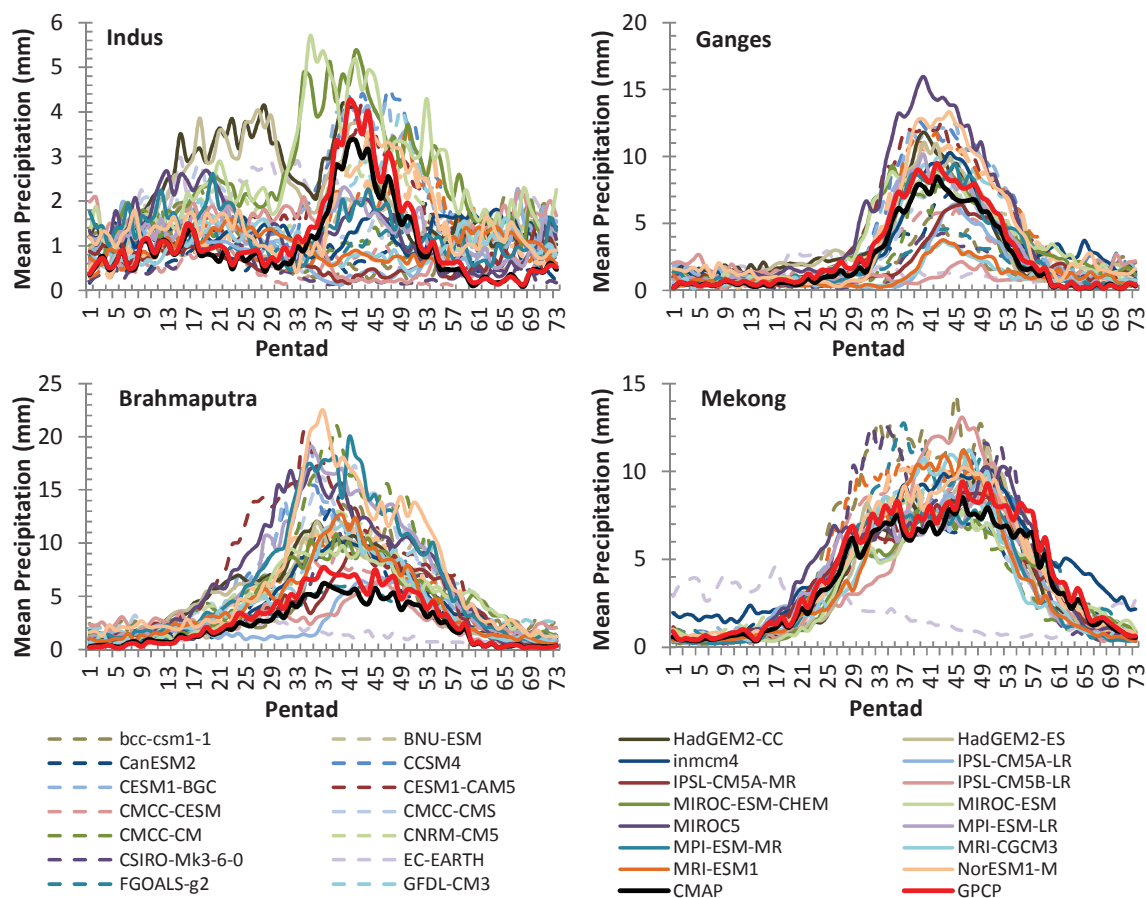 Indus
Mean Precipitation (mm)
6
5
4
3
2
1
0
1 5 9 13 17 21 25 29 33 37 41 45 49 53 57 61 65 69 73
Pentad
Ganges
Mean Precipitation (mm)
20
15
10
5
0
1 5 9 13 17 21 25 29 33 37 41 45 49 53 57 61 65 69 73
Pentad
Brahmaputra
Mean Precipitation (mm)
25
20
15
10
5
0
1 5 9 13 17 21 25 29 33 37 41 45 49 53 57 61 65 69 73
Pentad
Mekong
Mean Precipitation (mm)
15
10
5
0
1 5 9 13 17 21 25 29 33 37 41 45 49 53 57 61 65 69 73
Pentad
bcc-csm1-1 BNU-ESM
CanESM2 CCSM4
CESM1-BGC CESM1-CAM5
CMCC-CESM CMCC-CMS
CMCC-CM CNRM-CM5
CSIRO-Mk3-6-0 EC-EARTH
FGOALS-g2 GFDL-CM3
HadGEM2-CC HadGEM2-ES
inmcm4 IPSL-CM5A-LR
IPSL-CM5A-MR IPSL-CM5B-LR
MIROC-ESM-CHEM MIROC-ESM
MIROC5 MPI-ESM-LR
MPI-ESM-MR MRI-CGCM3
MRI-ESM1 NorESM1-M
CMAP GPCP